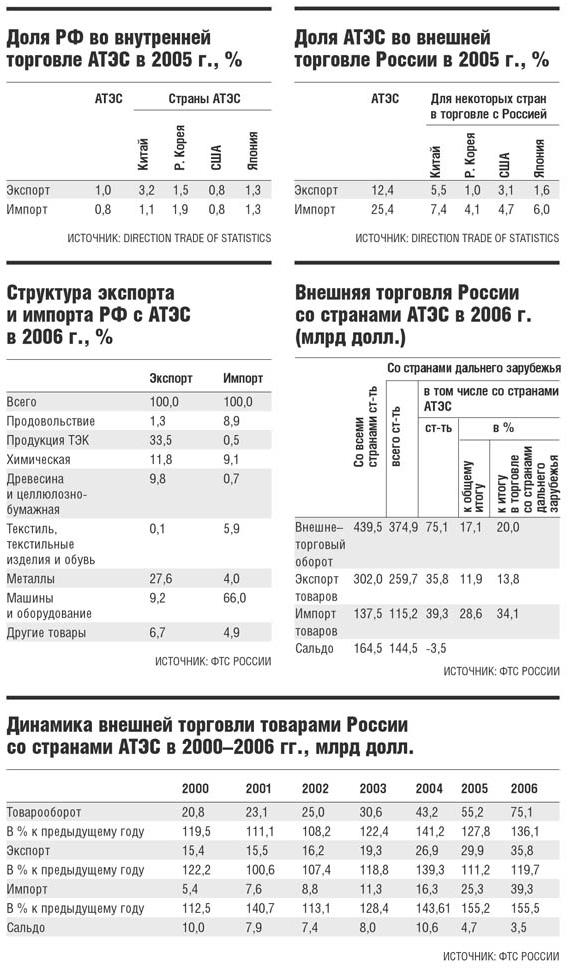 Доля РФ во внутренней
торговле АТЭС в 2005 г., %
АТЭС Страны АТЭС
Китай Р. Корея США Япония
Экспорт 1,0 3,2 1,5 0,8 1,3
Импорт 0,8 1,1 1,9 0,8 1,3
ИСТОЧНИК: DIRECTION TRADE OF STATISTICS
Доля АТЭС во внешней
торговле России в 2005 г., %
АТЭС Для некоторых стран
в торговле с Россией
Китай Р. Корея США Япония
Экспорт 12,4 5,5 1,0 3,1 1,6
Импорт 25,4 7,4 4,1 4,7 6,0
ИСТОЧНИК: DIRECTION TRADE OF STATISTICS
Структура экспорта
и импорта РФ с АТЭС
в 2006 г., %
Экспорт Импорт
Всего 100,0 100,0
Продовольствие 1,3 8,9
Продукция ТЭК 33,5 0,5
Химическая 11,8 9,1
Древесина 9,8 0,7
и целлюлозно-
бумажная
Текстиль, 0,1 5,9
текстильные
изделия и обувь
Металлы 27,6 4,0
Машины 9,2 66,0
и оборудование
Другие товары 6,7 4,9
ИСТОЧНИК: ФТС РОССИИ
Внешняя торговля России
со странами АТЭС в 2006 г.
(млрд долл.)
Со всеми
странами ст-ть
Со странами дальнего зарубежья
всего ст-ть
в том числе со странами
АТЭС
ст-ть в %
к общему
итогу
к итогу
в торговле
со странами
дальнего
зарубежья
Внешне– 439,5 374,9 75,1 17,1 20,0
торговый
оборот
Экспорт 302,0 259,7 35,8 11,9 13,8
товаров
Импорт 137,5 115,2 39,3 28,6 34,1
товаров
Сальдо 164,5 144,5 -3,5
ИСТОЧНИК: ФТС РОССИИ
Динамика внешней торговли товарами России
со странами АТЭС в 2000–2006 гг., млрд долл.
2000 2001 2002 2003 2004 2005 2006
Товарооборот 20,8 23,1 25,0 30,6 43,2 55,2 75,1
В % к предыдущему году 119,5 111,1 108,2 122,4 141,2 127,8 136,1
Экспорт 15,4 15,5 16,2 19,3 26,9 29,9 35,8
В % к предыдущему году 122,2 100,6 107,4 118,8 139,3 111,2 119,7
Импорт 5,4 7,6 8,8 11,3 16,3 25,3 39,3
В % к предыдущему году 112,5 140,7 113,1 128,4 143,61 155,2 155,5
Сальдо 10,0 7,9 7,4 8,0 10,6 4,7 3,5
ИСТОЧНИК: ФТС РОССИИ